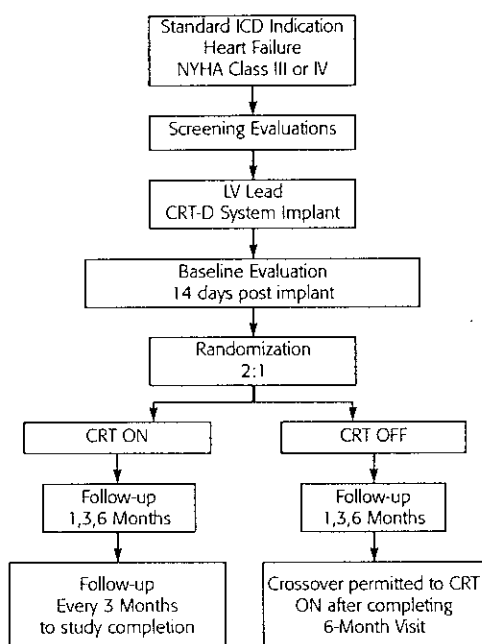 Standard ICD Indication
Heart Failure
NYHA Class III or IV
Screening Evaluations
LV Lead
CRT-D System Implant
Baseline Evaluation
14 days post implant
Randomization
2:1
CRT ON
CRT OFF
Follow-up
1,3,6 Months
Follow-up
1,3,6 Months
Follow-up
Every 3 Months
to study completion
Crossover permitted to CRT
ON after completing
6-Month Visit